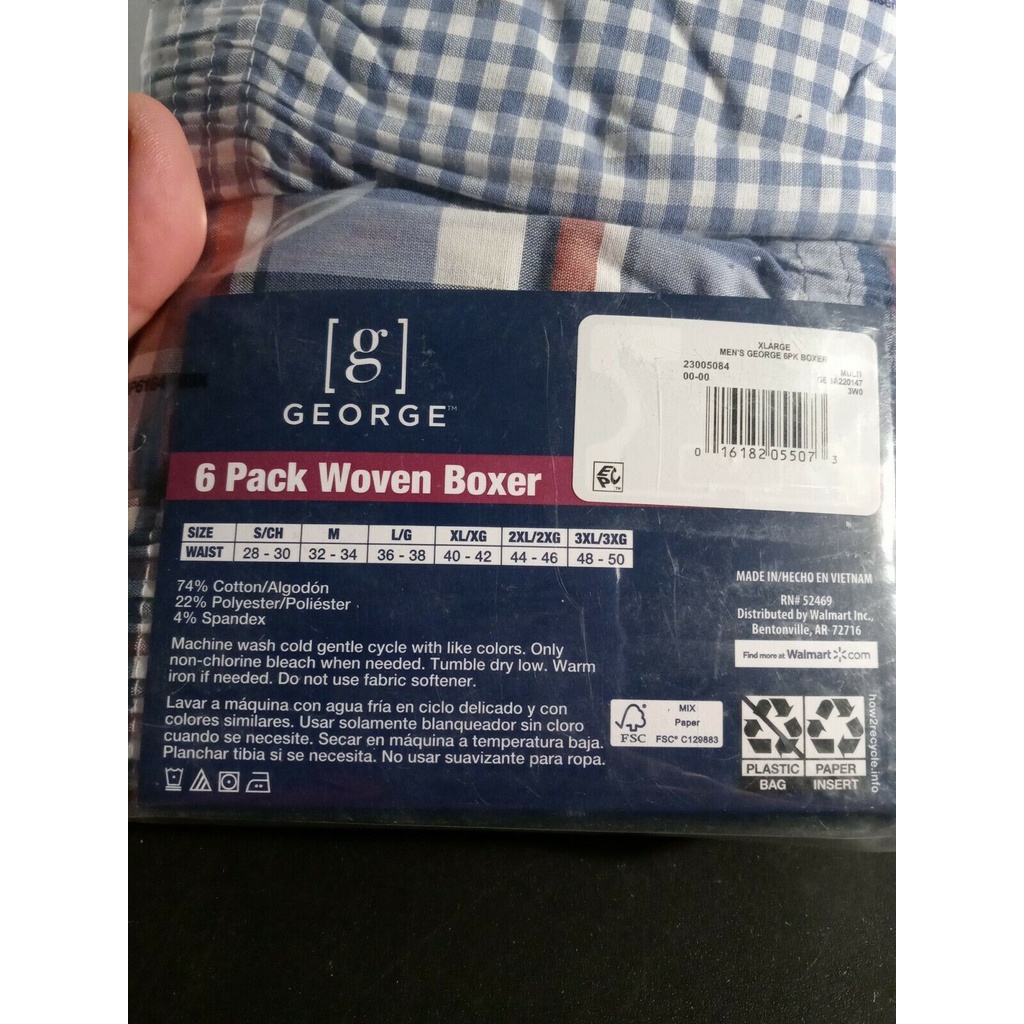 [g]
GEORGE™
6 Pack Woven Boxer
XLARGE
MEN'S GEORGE 6PK BOXER
23005084
MULTI
00-00
3W0
0 16182 05507 3
EPC™
SIZE S/CH M L/G XL/XG 2XL/2XG 3XL/3XG
WAIST 28 - 30 32 - 34 36 - 38 40 - 42 44 - 46 48 - 50
74% Cotton/Algodón
22% Polyester/Poliéster
4% Spandex
Machine wash cold gentle cycle with like colors. Only
non-chlorine bleach when needed. Tumble dry low. Warm
iron if needed. Do not use fabric softener.
Lavar a máquina con agua fría en ciclo delicado y con
colores similares. Usar solamente blanqueador sin cloro
cuando se necesite. Secar en máquina a temperatura baja.
Planchar tibia si se necesita. No usar suavizante para ropa.
MADE IN/HECHO EN VIETNAM
RN# 52469
Distributed by Walmart Inc.,
Bentonville, AR 72716
Find more at Walmart.com
FSC
MIX
Paper
FSC® C129883
PLASTIC BAG
PAPER INSERT
how2recycle.info